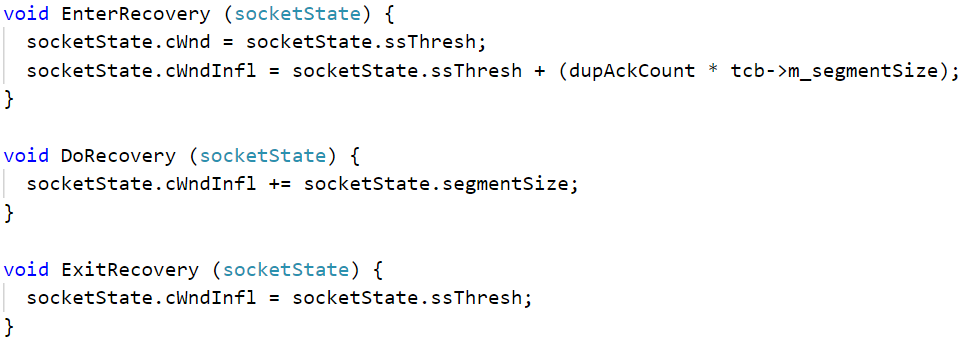 void EnterRecovery (socketState) {
  socketState.cWnd = socketState.ssThresh;
  socketState.cWndInfl = socketState.ssThresh + (dupAckCount * tcb->m_segmentSize);
}

void DoRecovery (socketState) {
  socketState.cWndInfl += socketState.segmentSize;
}

void ExitRecovery (socketState) {
  socketState.cWndInfl = socketState.ssThresh;
}